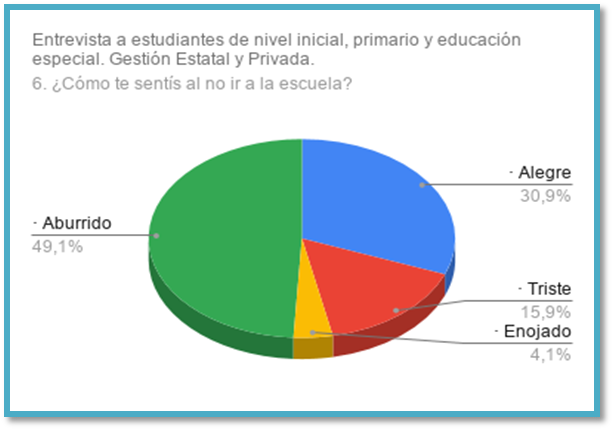 Entrevista a estudiantes de nivel inicial, primario y educación
especial. Gestión Estatal y Privada.
6. ¿Cómo te sentís al no ir a la escuela?
· Alegre
30,9%
· Aburrido
49,1%
· Triste
15,9%
· Enojado
4,1%